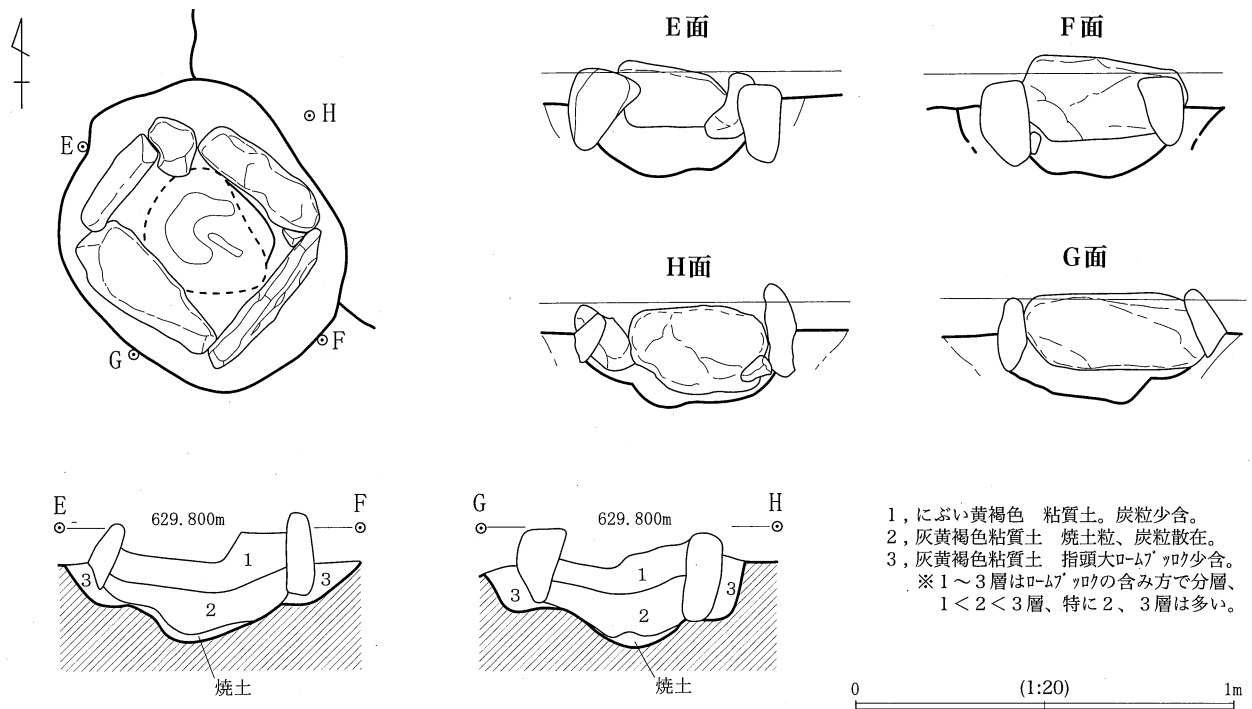 E面
F面
H
E
F
G
H面
G面
E
629.800m
F
1
2
3
3
焼土
G
629.800m
H
1
2
3
3
焼土
1,にぶい黄褐色 粘質土。炭粒少含。
2,灰黄褐色粘質土 焼土粒、炭粒散在。
3,灰黄褐色粘質土 指頭大ﾛｰﾑﾌﾞｯﾛｸ少含。
※1～3層はﾛｰﾑﾌﾞｯﾛｸの含み方で分層、
1<2<3層、特に2、3層は多い。
0
(1:20)
1m